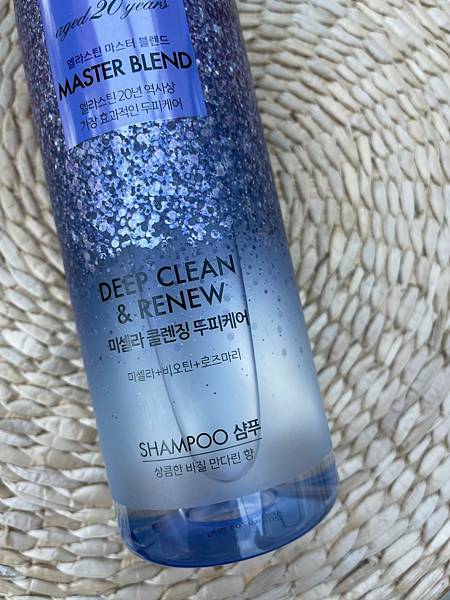 aged 20 years
엘라스틴 마스터 블렌드
MASTER BLEND
엘라스틴 20년 역사상
가장 효과적인 두피케어
DEEP CLEAN
& RENEW
미셀라 클렌징 두피케어
미셀라+비오틴+로즈마리
SHAMPOO 샴푸
상큼한 바질 만다린 향